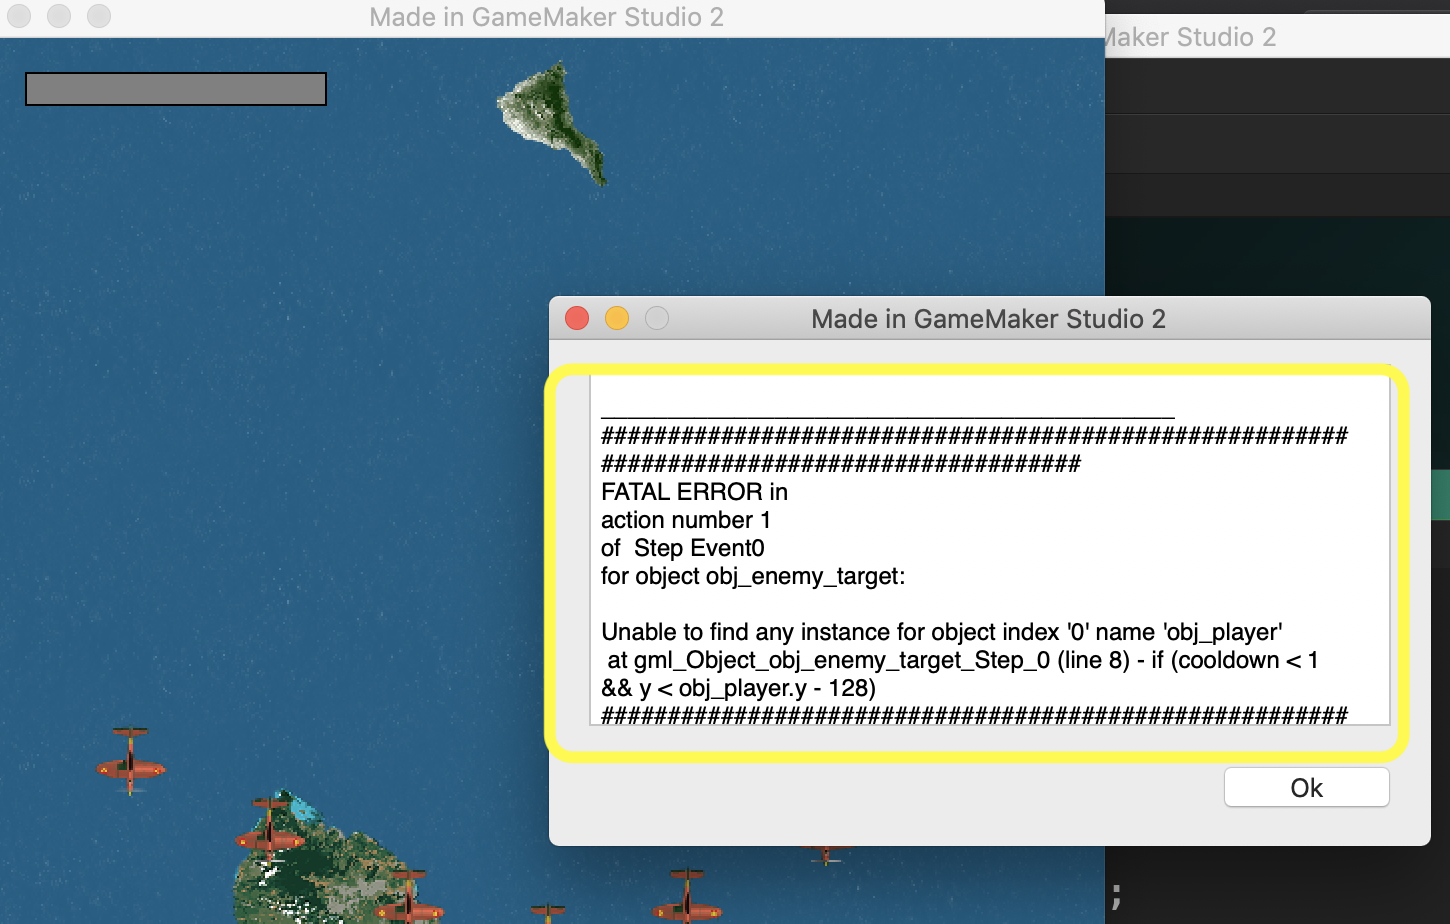 Made in GameMaker Studio 2
Maker Studio 2
Made in GameMaker Studio 2
___________________________________________
########################################################
####################################
FATAL ERROR in
action number 1
of  Step Event0
for object obj_enemy_target:
Unable to find any instance for object index '0' name 'obj_player'
 at gml_Object_obj_enemy_target_Step_0 (line 8) - if (cooldown < 1
&& y < obj_player.y - 128)
########################################################
Ok
;